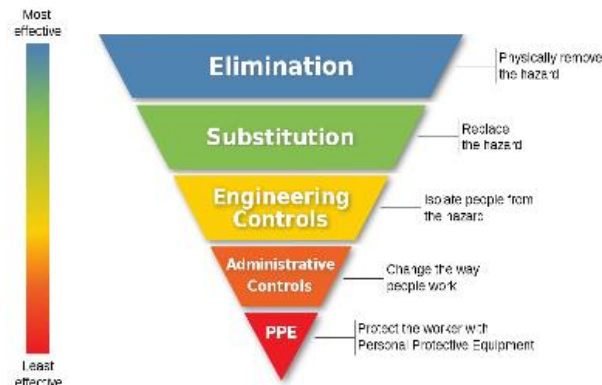 Most
effective
Elimination
Physically remove
the hazard
Substitution
Replace
the hazard
Engineering
Controls
Isolate people from
the hazard
Administrative
Controls
Change the way
people work
PPE
Protect the worker with
Personal Protective Equipment
Least
effective